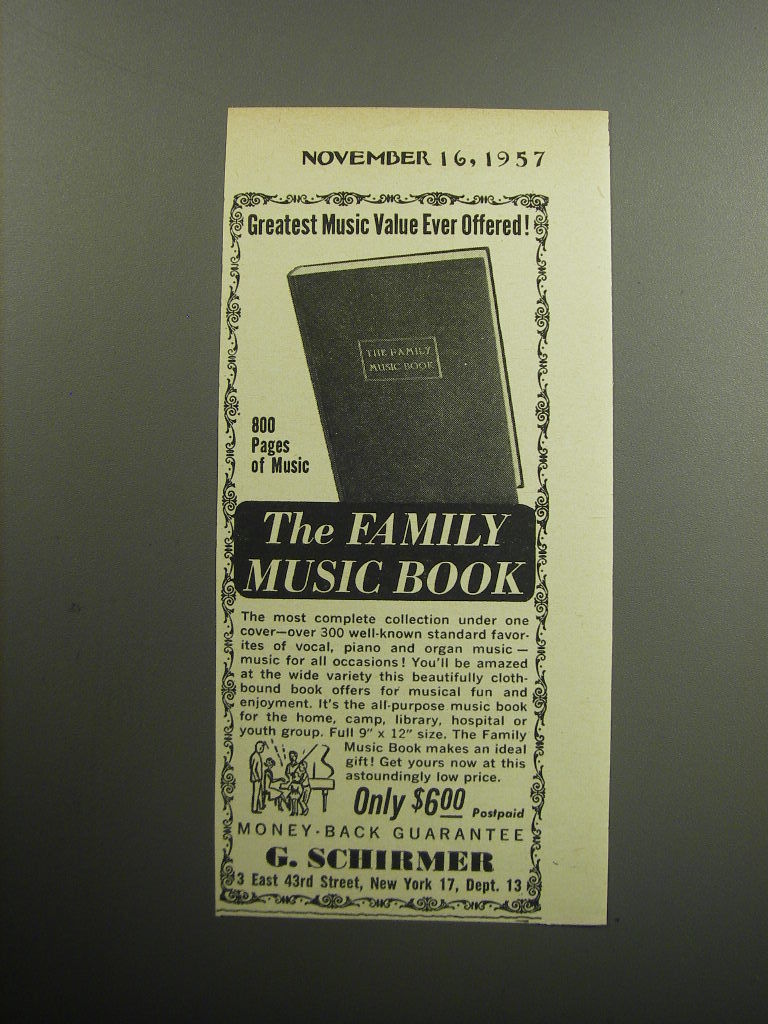 NOVEMBER 16, 1957
Greatest Music Value Ever Offered!
THE FAMILY
MUSIC BOOK
800
Pages
of Music
The FAMILY
MUSIC BOOK
The most complete collection under one
cover—over 300 well-known standard favor-
ites of vocal, piano and organ music —
music for all occasions! You'll be amazed
at the wide variety this beautifully cloth-
bound book offers for musical fun and
enjoyment. It's the all-purpose music book
for the home, camp, library, hospital or
youth group. Full 9" x 12" size. The Family
Music Book makes an ideal
gift! Get yours now at this
astoundingly low price.
Only $6.00 Postpaid
MONEY-BACK GUARANTEE
G. SCHIRMER
3 East 43rd Street, New York 17, Dept. 13